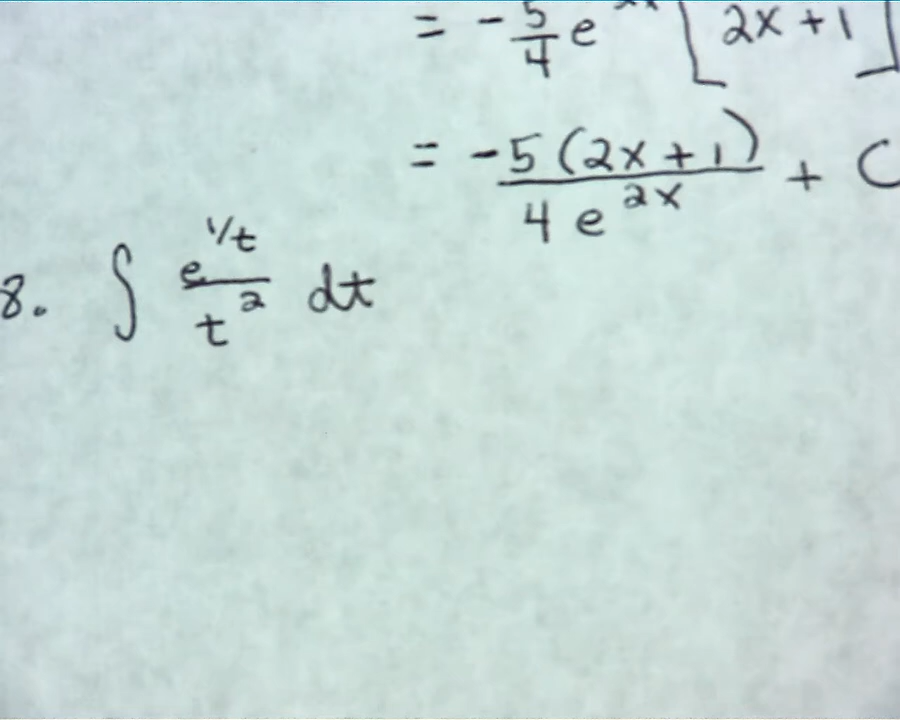 = -5/4 e [2x + 1]
= -5(2x + 1) / 4e^2x + C
8. ∫ e^1/t / t^2 dt